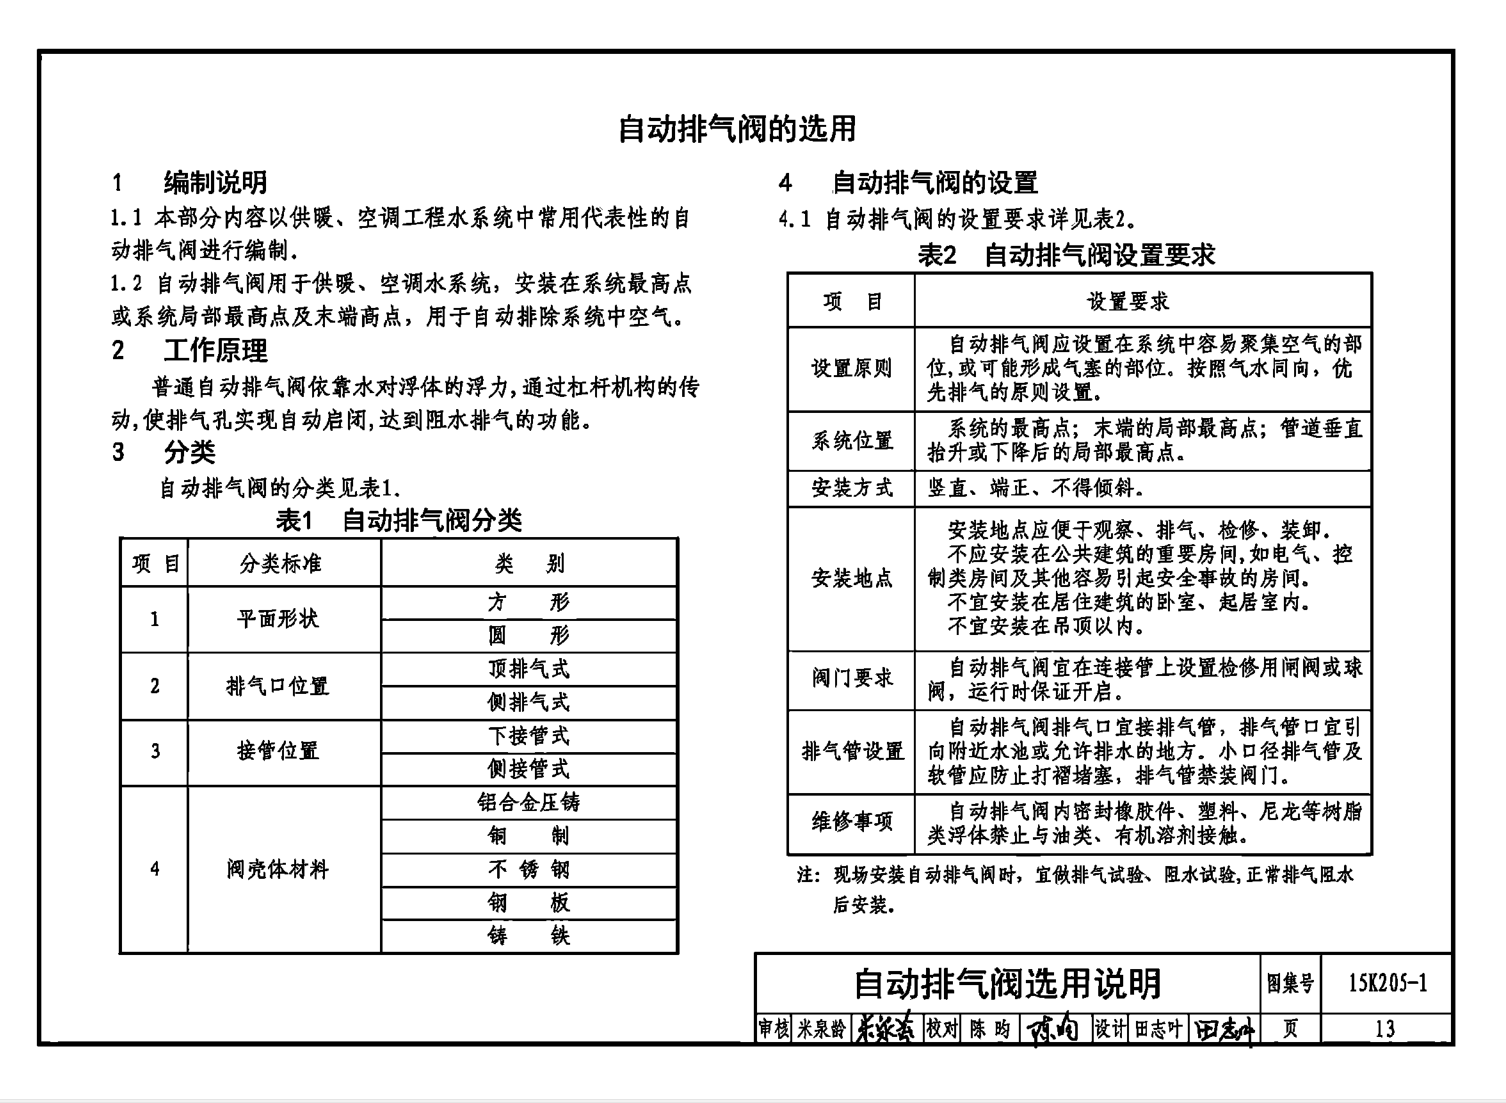 自动排气阀的选用
1 编制说明
1.1 本部分内容以供暖、空调工程水系统中常用代表性的自
动排气阀进行编制.
1.2 自动排气阀用于供暖、空调水系统，安装在系统最高点
或系统局部最高点及末端高点，用于自动排除系统中空气。
2 工作原理
普通自动排气阀依靠水对浮体的浮力,通过杠杆机构的传
动,使排气孔实现自动启闭,达到阻水排气的功能。
3 分类
自动排气阀的分类见表1.
表1 自动排气阀分类
项 目 分类标准 类 别
1 平面形状 方 形
圆 形
2 排气口位置 顶排气式
侧排气式
3 接管位置 下接管式
侧接管式
4 阀壳体材料 铝合金压铸
铜 制
不 锈 钢
钢 板
铸 铁
4 自动排气阀的设置
4.1 自动排气阀的设置要求详见表2。
表2 自动排气阀设置要求
项 目 设置要求
设置原则 自动排气阀应设置在系统中容易聚集空气的部
位,或可能形成气塞的部位。按照气水同向，优
先排气的原则设置。
系统位置 系统的最高点；末端的局部最高点；管道垂直
抬升或下降后的局部最高点。
安装方式 竖直、端正、不得倾斜。
安装地点 安装地点应便于观察、排气、检修、装卸.
不应安装在公共建筑的重要房间,如电气、控
制类房间及其他容易引起安全事故的房间。
不宜安装在居住建筑的卧室、起居室内。
不宜安装在吊顶以内。
阀门要求 自动排气阀宜在连接管上设置检修用闸阀或球
阀，运行时保证开启。
排气管设置 自动排气阀排气口宜接排气管，排气管口宜引
向附近水池或允许排水的地方。小口径排气管及
软管应防止打褶堵塞，排气管禁装阀门。
维修事项 自动排气阀内密封橡胶件、塑料、尼龙等树脂
类浮体禁止与油类、有机溶剂接触。
注：现场安装自动排气阀时，宜做排气试验、阻水试验,正常排气阻水
后安装。
自动排气阀选用说明 图集号 15K205-1
审核 米泉龄 校对 陈 昀 陈昀 设计 田志叶 田志叶 页 13